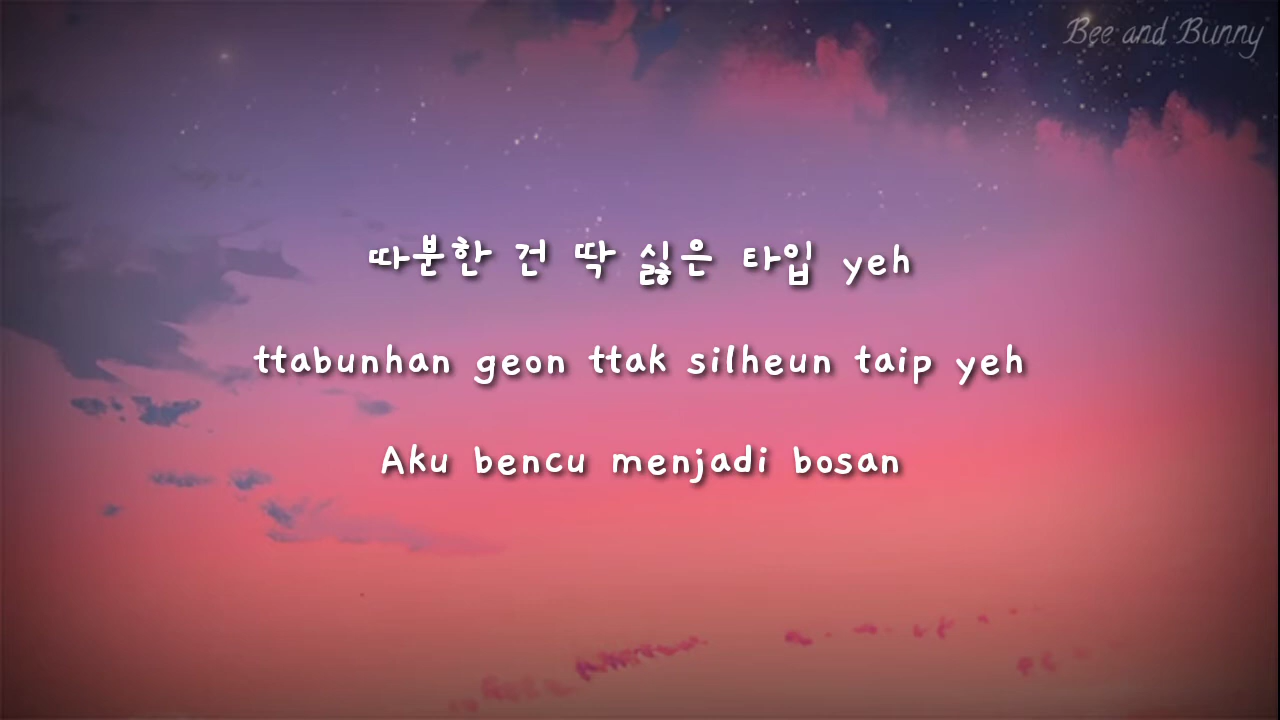 Bee and Bunny
따분한 건 딱 싫은 타입 yeh
ttabunhan geon ttak silheun taip yeh
Aku bencu menjadi bosan